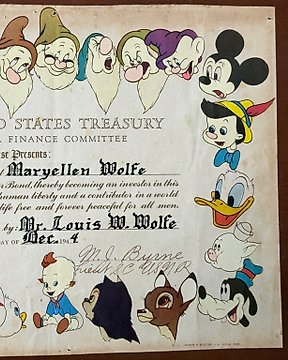 D STATES TREASURY
FINANCE COMMITTEE
se Presents:
Maryellen Wolfe
r Bond, thereby becoming an investor in this
human liberty and a contributor in a world
life free and forever peaceful for all men.
by: Mr. Louis W. Wolfe
DAY OF Dec. 1944
M. J. Byrne